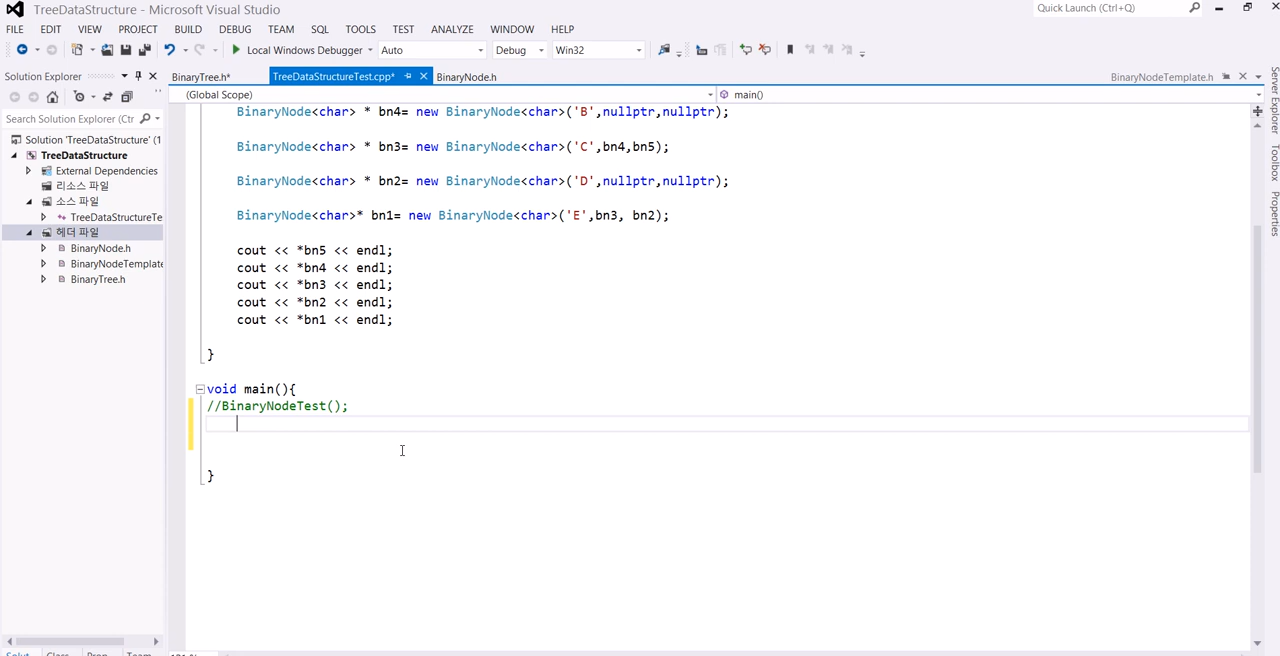 TreeDataStructure - Microsoft Visual Studio
Quick Launch (Ctrl+Q)
FILE EDIT VIEW PROJECT BUILD DEBUG TEAM SQL TOOLS TEST ANALYZE WINDOW HELP
Local Windows Debugger Auto Debug Win32
Solution Explorer
BinaryTree.h* TreeDataStructureTest.cpp* BinaryNode.h BinaryNodeTemplate.h
(Global Scope) main()
Search Solution Explorer (Ctr
Solution 'TreeDataStructure' (1
TreeDataStructure
External Dependencies
리소스 파일
소스 파일
TreeDataStructureTe
헤더 파일
BinaryNode.h
BinaryNodeTemplate
BinaryTree.h
BinaryNode<char> * bn4= new BinaryNode<char>('B',nullptr,nullptr);
BinaryNode<char> * bn3= new BinaryNode<char>('C',bn4,bn5);
BinaryNode<char> * bn2= new BinaryNode<char>('D',nullptr,nullptr);
BinaryNode<char>* bn1= new BinaryNode<char>('E',bn3, bn2);
cout << *bn5 << endl;
cout << *bn4 << endl;
cout << *bn3 << endl;
cout << *bn2 << endl;
cout << *bn1 << endl;
}
void main(){
//BinaryNodeTest();
}
Server Explorer
Toolbox
Properties